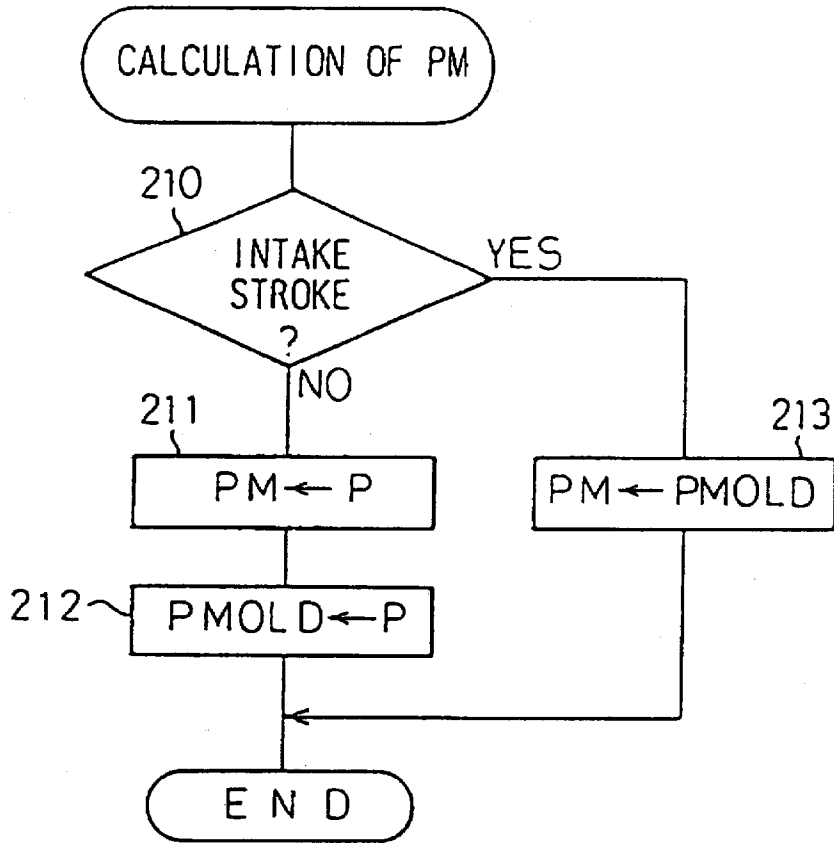 CALCULATION OF PM
210
INTAKE
STROKE
?
YES
NO
211
PM←P
213
PM←PMOLD
212
PMOLD←P
END